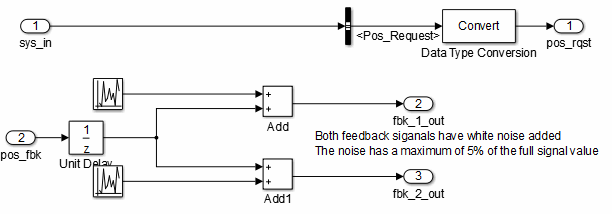 Convert
1
1
sys_in
<Pos_Request>
Data Type Conversion
pos_rqst
+
+
2
Add
fbk_1_out
2
1
z
pos_fbk
Unit Delay
Both feedback siganals have white noise added
The noise has a maximum of 5% of the full signal value
+
+
3
Add1
fbk_2_out